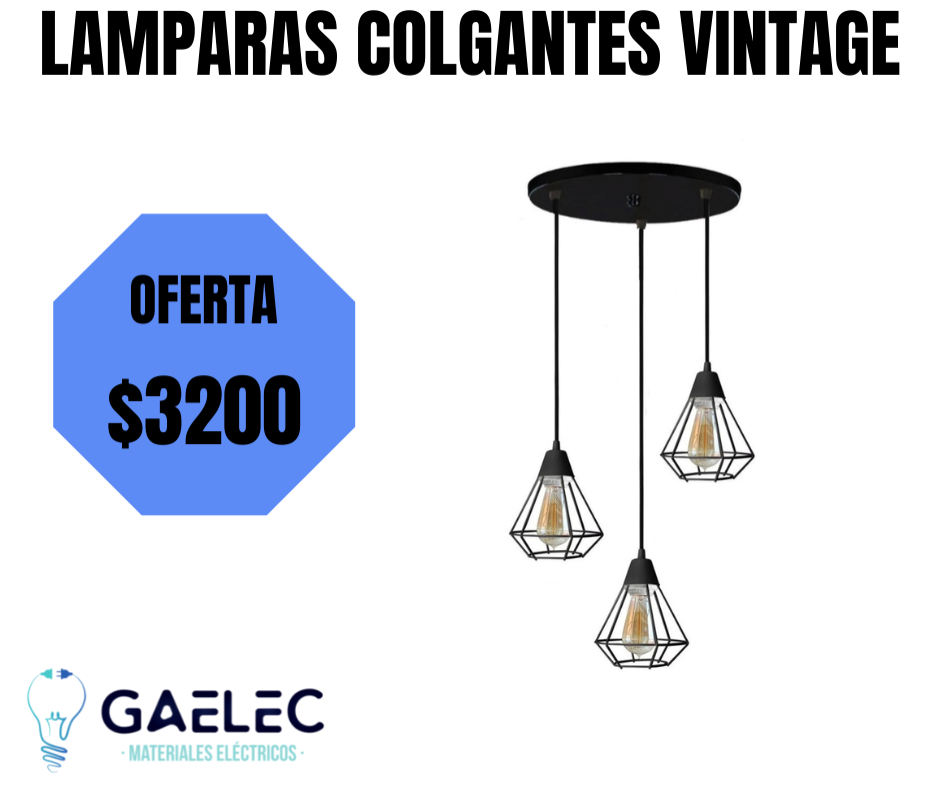 LAMPARAS COLGANTES VINTAGE
OFERTA
$3200
GAELEC
· MATERIALES ELÉCTRICOS ·